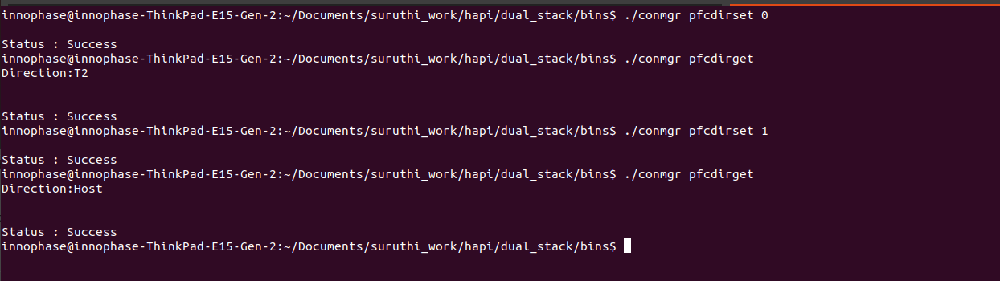 innophase@innophase-ThinkPad-E15-Gen-2:~/Documents/suruthi_work/hapi/dual_stack/bins$ ./conmgr pfcdirset 0
Status : Success
innophase@innophase-ThinkPad-E15-Gen-2:~/Documents/suruthi_work/hapi/dual_stack/bins$ ./conmgr pfcdirget
Direction:T2
Status : Success
innophase@innophase-ThinkPad-E15-Gen-2:~/Documents/suruthi_work/hapi/dual_stack/bins$ ./conmgr pfcdirset 1
Status : Success
innophase@innophase-ThinkPad-E15-Gen-2:~/Documents/suruthi_work/hapi/dual_stack/bins$ ./conmgr pfcdirget
Direction:Host
Status : Success
innophase@innophase-ThinkPad-E15-Gen-2:~/Documents/suruthi_work/hapi/dual_stack/bins$